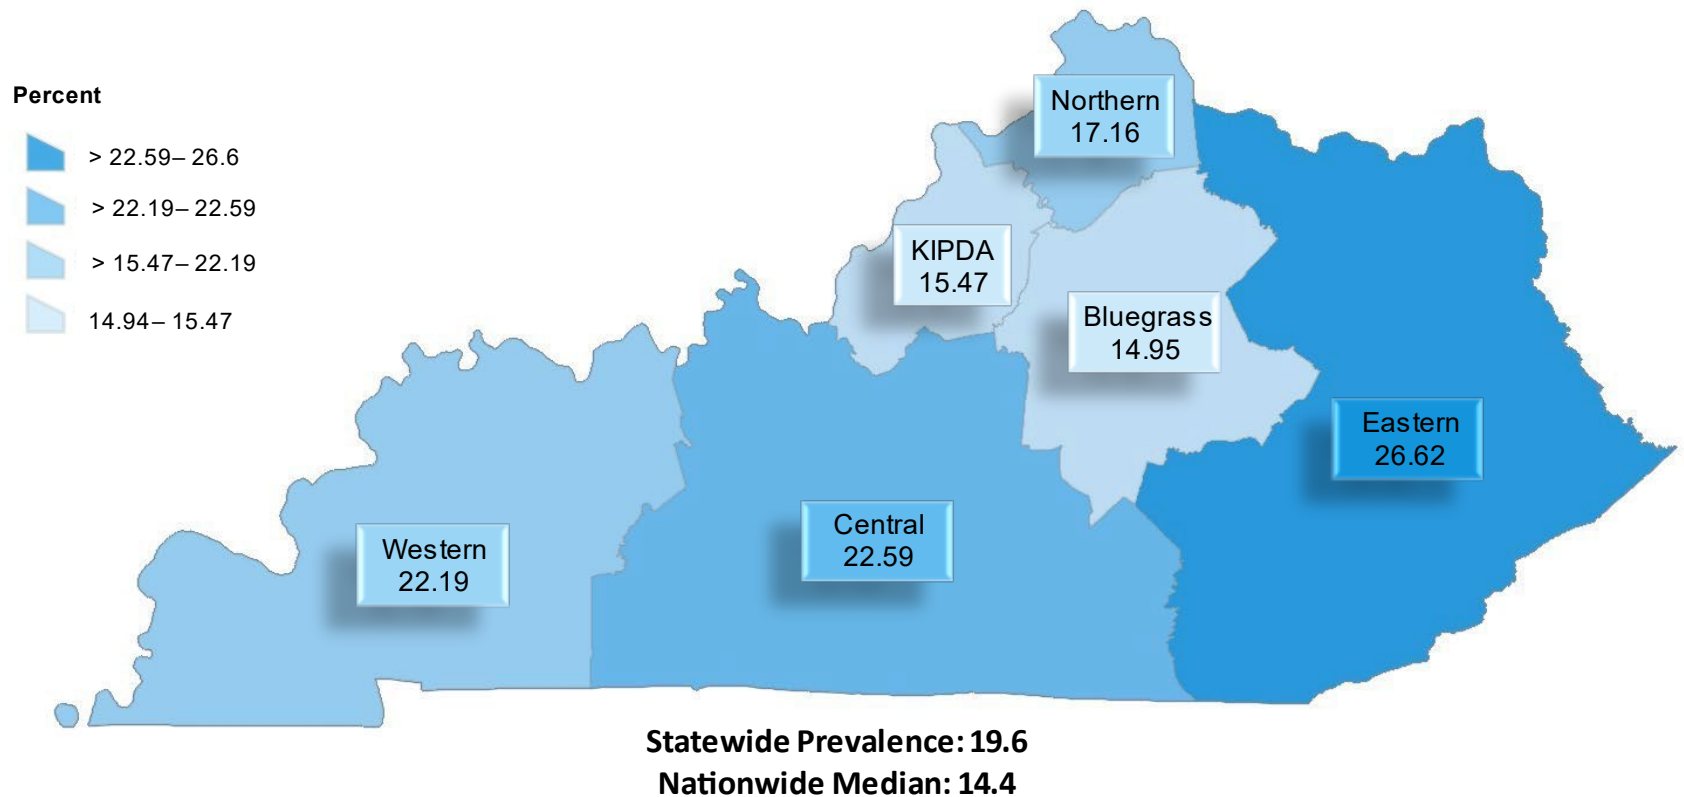 Percent
> 22.59– 26.6
> 22.19– 22.59
> 15.47– 22.19
14.94– 15.47
Northern
17.16
KIPDA
15.47
Bluegrass
14.95
Eastern
26.62
Central
22.59
Western
22.19
Statewide Prevalence: 19.6
Nationwide Median: 14.4